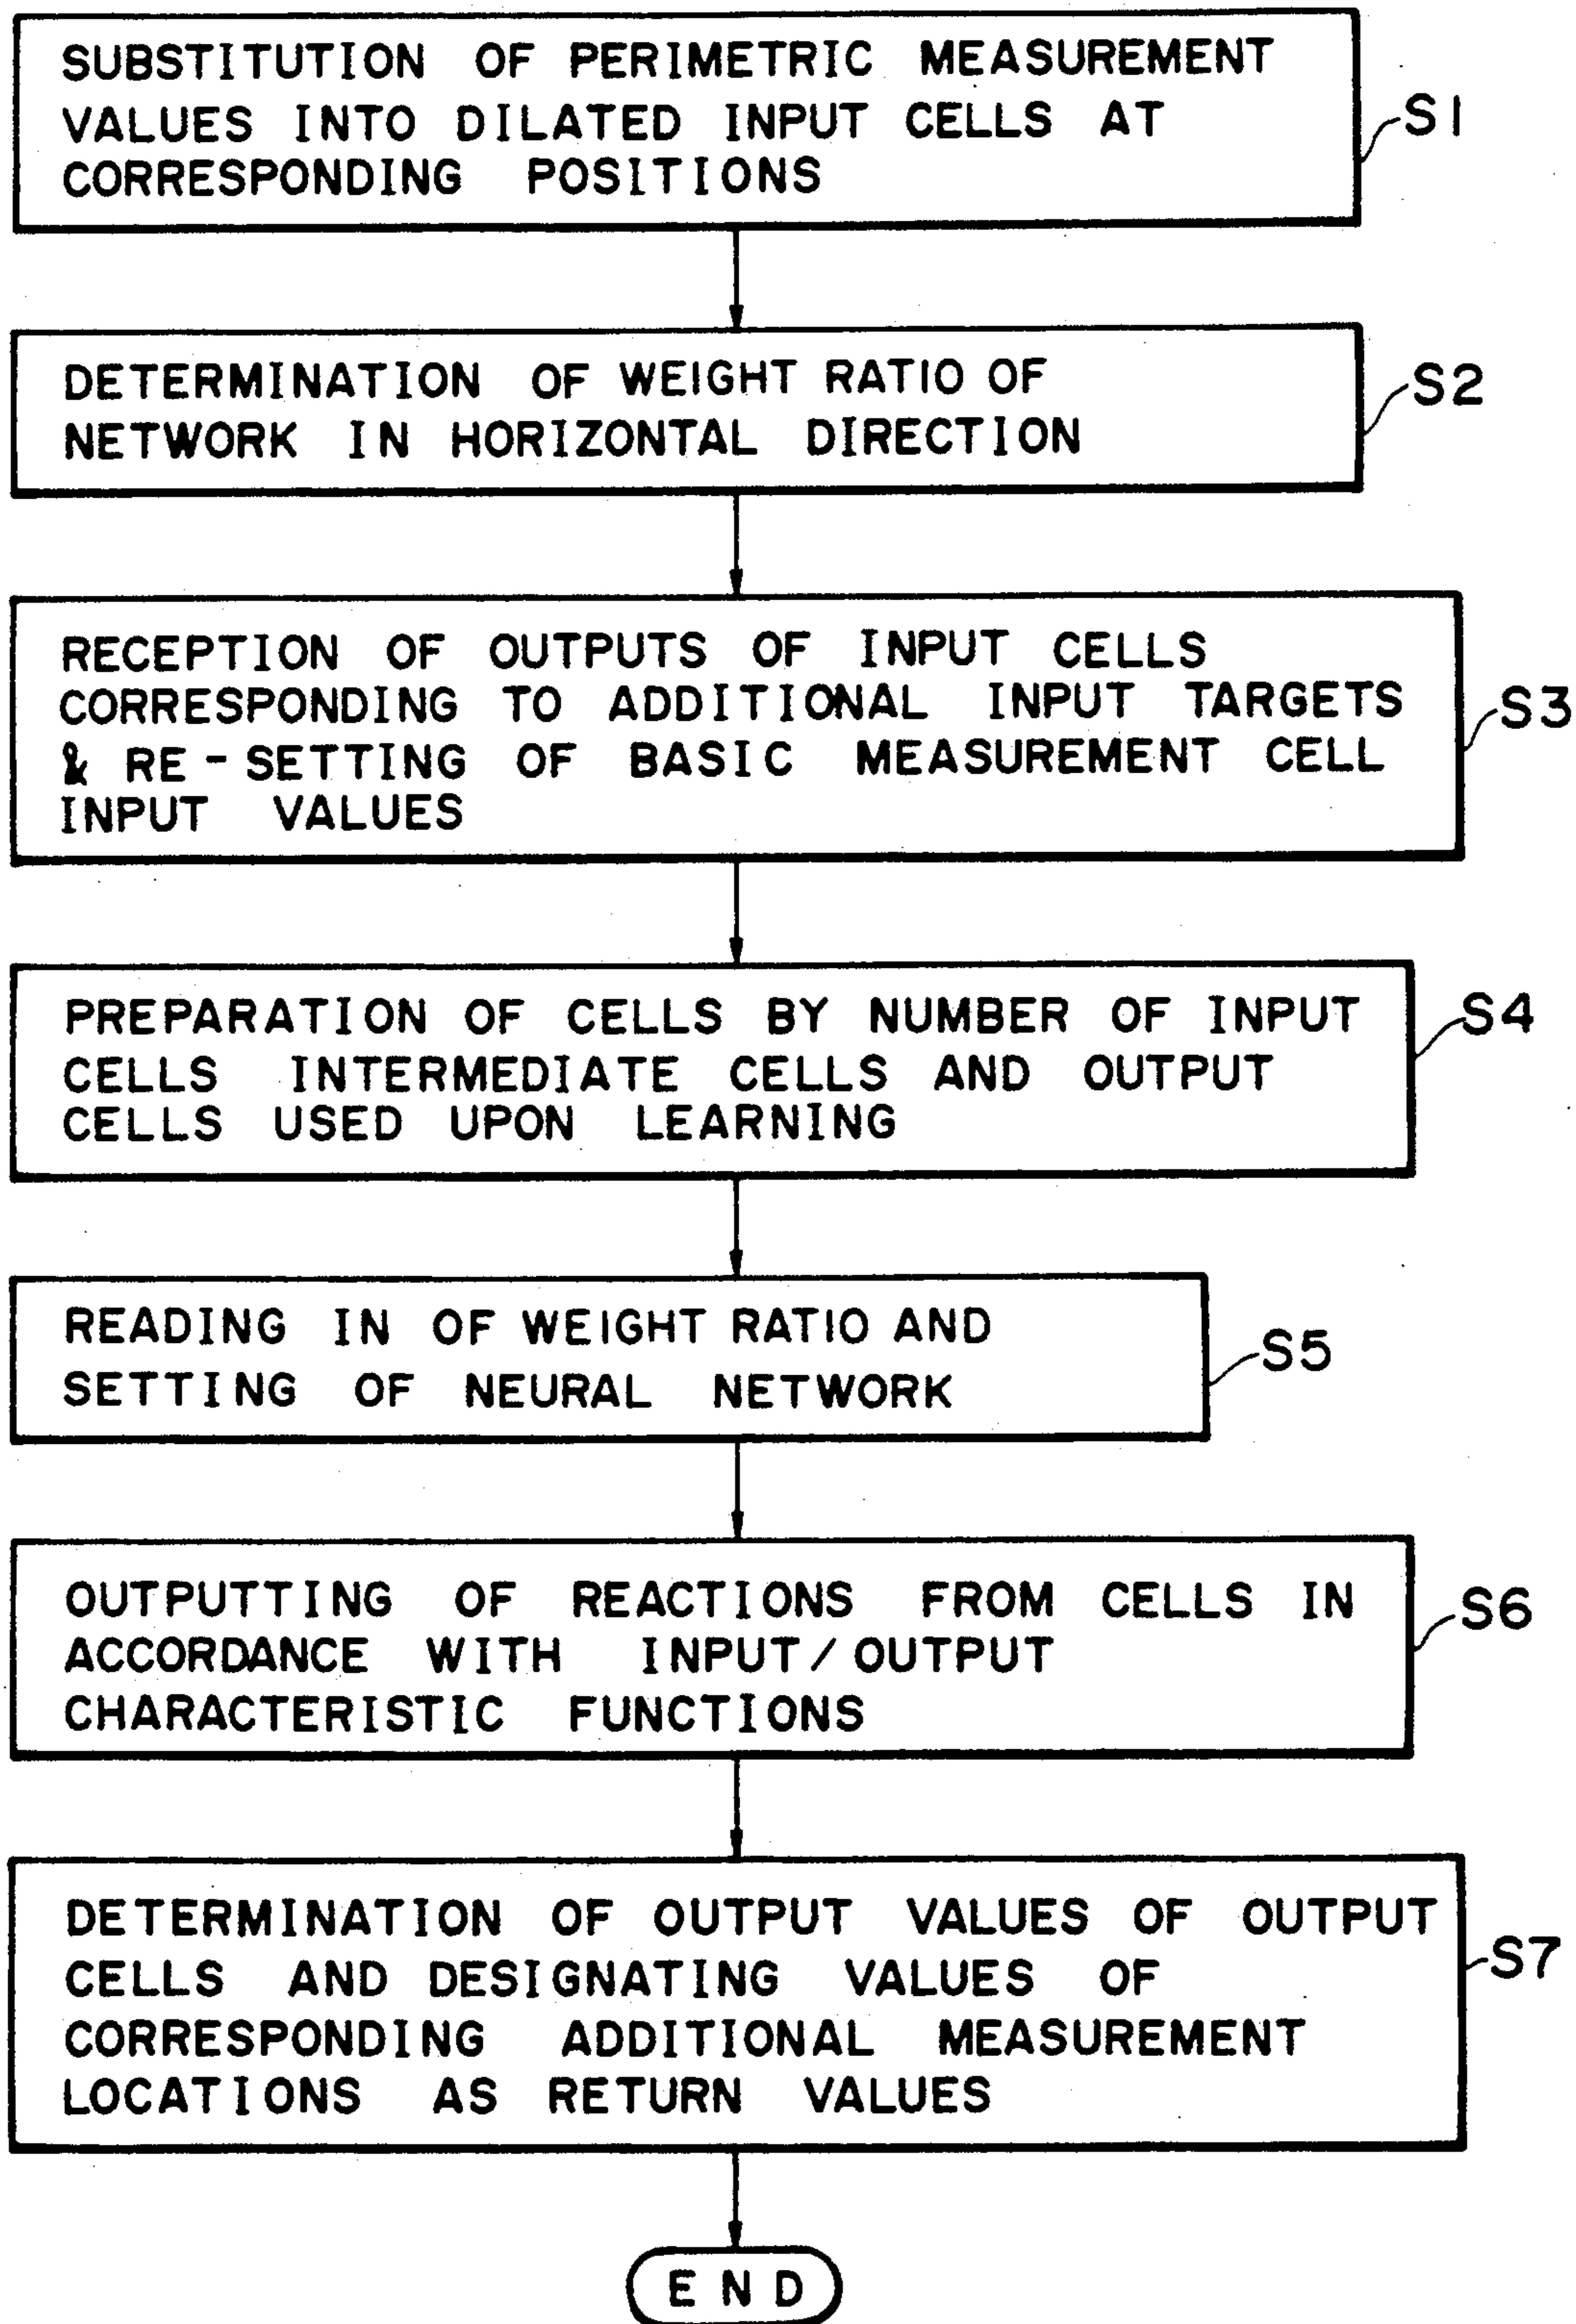 SUBSTITUTION OF PERIMETRIC MEASUREMENT
VALUES INTO DILATED INPUT CELLS AT
CORRESPONDING POSITIONS
S1
DETERMINATION OF WEIGHT RATIO OF
NETWORK IN HORIZONTAL DIRECTION
S2
RECEPTION OF OUTPUTS OF INPUT CELLS
CORRESPONDING TO ADDITIONAL INPUT TARGETS
& RE-SETTING OF BASIC MEASUREMENT CELL
INPUT VALUES
S3
PREPARATION OF CELLS BY NUMBER OF INPUT
CELLS INTERMEDIATE CELLS AND OUTPUT
CELLS USED UPON LEARNING
S4
READING IN OF WEIGHT RATIO AND
SETTING OF NEURAL NETWORK
S5
OUTPUTTING OF REACTIONS FROM CELLS IN
ACCORDANCE WITH INPUT/OUTPUT
CHARACTERISTIC FUNCTIONS
S6
DETERMINATION OF OUTPUT VALUES OF OUTPUT
CELLS AND DESIGNATING VALUES OF
CORRESPONDING ADDITIONAL MEASUREMENT
LOCATIONS AS RETURN VALUES
S7
END